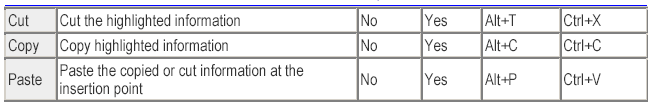 Cut Cut the highlighted information No Yes Alt+T Ctrl+X
Copy Copy highlighted information No Yes Alt+C Ctrl+C
Paste Paste the copied or cut information at the insertion point No Yes Alt+P Ctrl+V